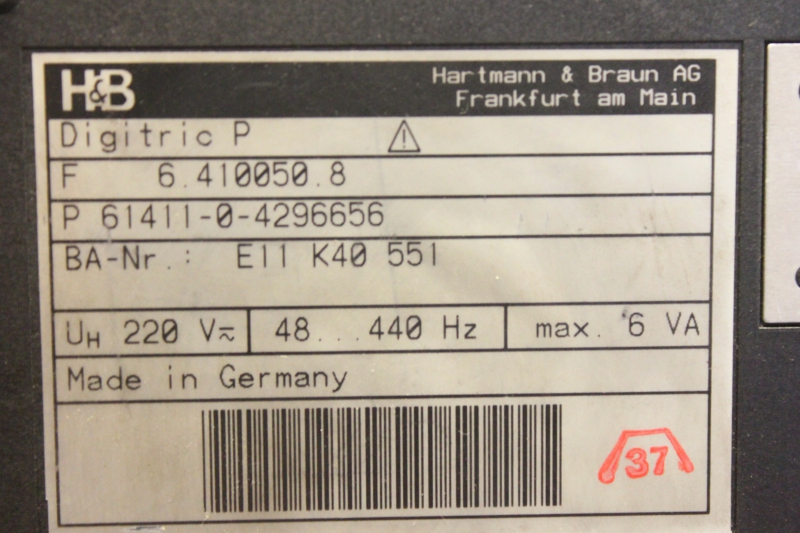 H&B
Hartmann & Braun AG
Frankfurt am Main
Digitric P
F 6.410050.8
P 61411-0-4296656
BA-Nr.: E11 K40 551
UH 220 V≂ 48...440 Hz max. 6 VA
Made in Germany
37